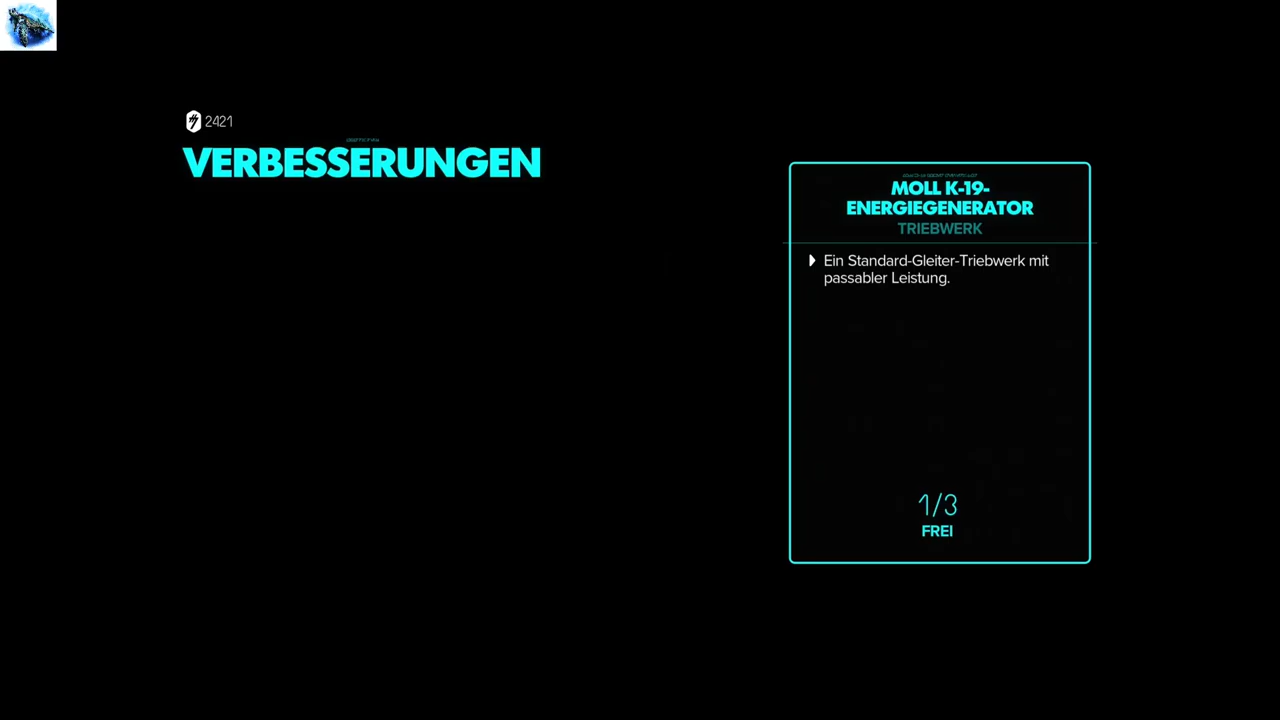 2421
VERBESSERUNGEN
MOLL K-19-
ENERGIEGENERATOR
TRIEBWERK
Ein Standard-Gleiter-Triebwerk mit
passabler Leistung.
1/3
FREI